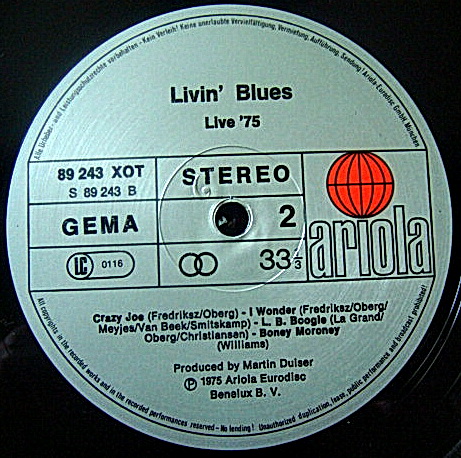 Alle Urheber- und Leistungsschutzrechte vorbehalten - Kein Verleih! Keine unerlaubte Vervielfältigung, Vermietung, Aufführung, Sendung! Ariola Eurodisc GmbH München
Livin' Blues
Live '75
89 243 XOT
S 89 243 B
STEREO
GEMA
2
LC 0116
33 1/3
ariola
Crazy Joe (Fredriksz/Oberg) - I Wonder (Fredriksz/Oberg/
Meyjes/Van Beek/Smitskamp) - L. B. Boogie (La Grand/
Oberg/Christiansen) - Boney Moroney
(Williams)
Produced by Martin Duiser
Ⓟ 1975 Ariola Eurodisc
Benelux B. V.
All copyrights in the recorded works and in the recorded performances reserved - No lending! Unauthorized duplication, lease, public performance and broadcast prohibited!